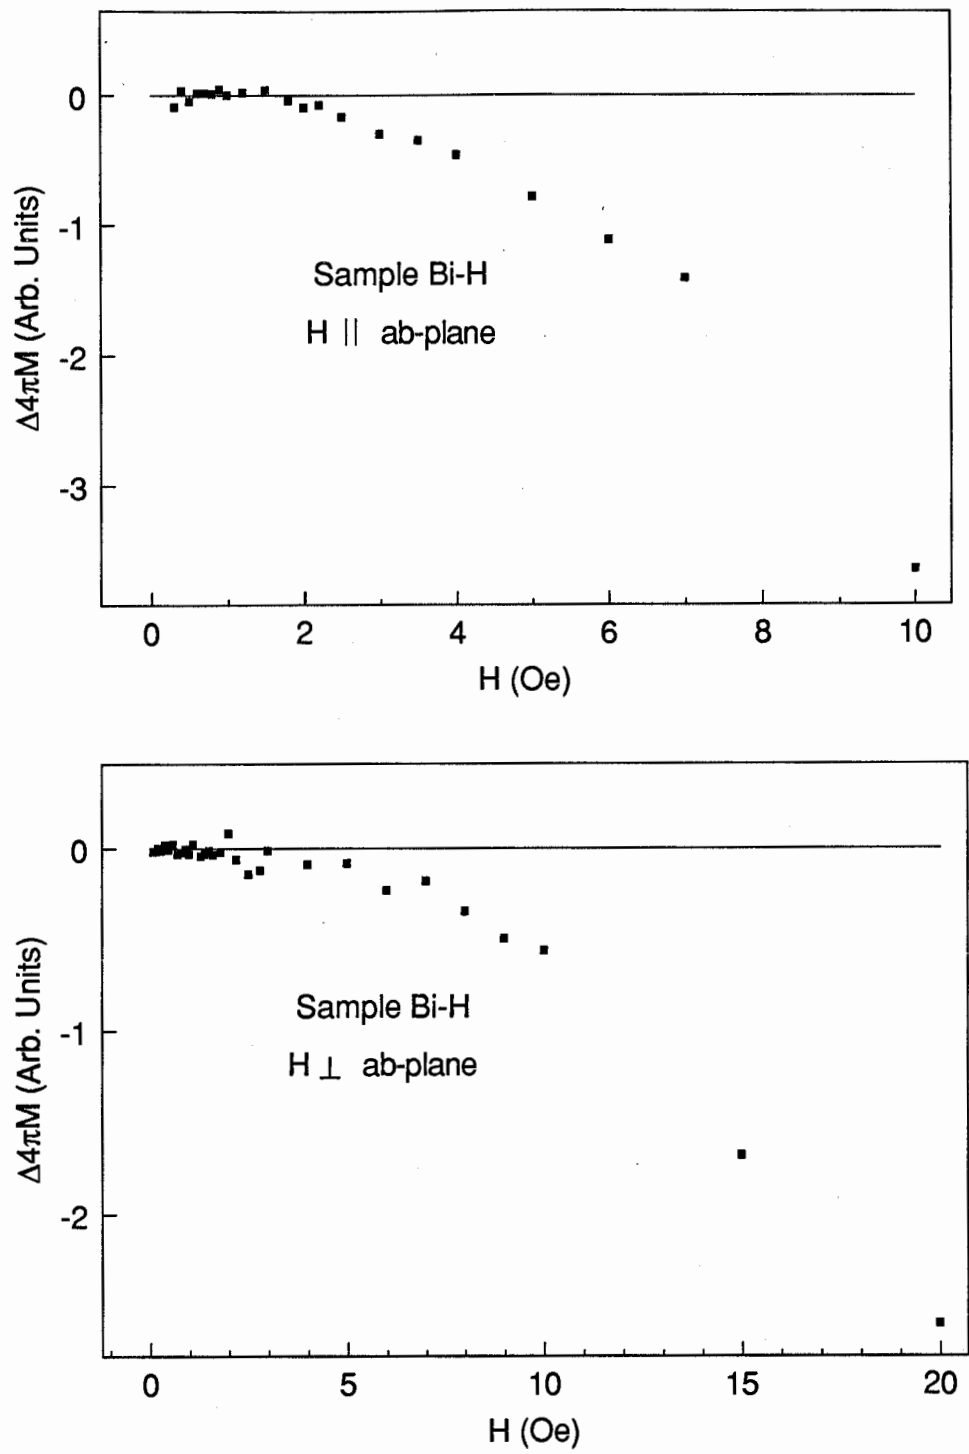 0
-1
-2
-3
Δ4πM (Arb. Units)
Sample Bi-H
H || ab-plane
0 2 4 6 8 10
H (Oe)
0
-1
-2
Δ4πM (Arb. Units)
Sample Bi-H
H ⊥ ab-plane
0 5 10 15 20
H (Oe)